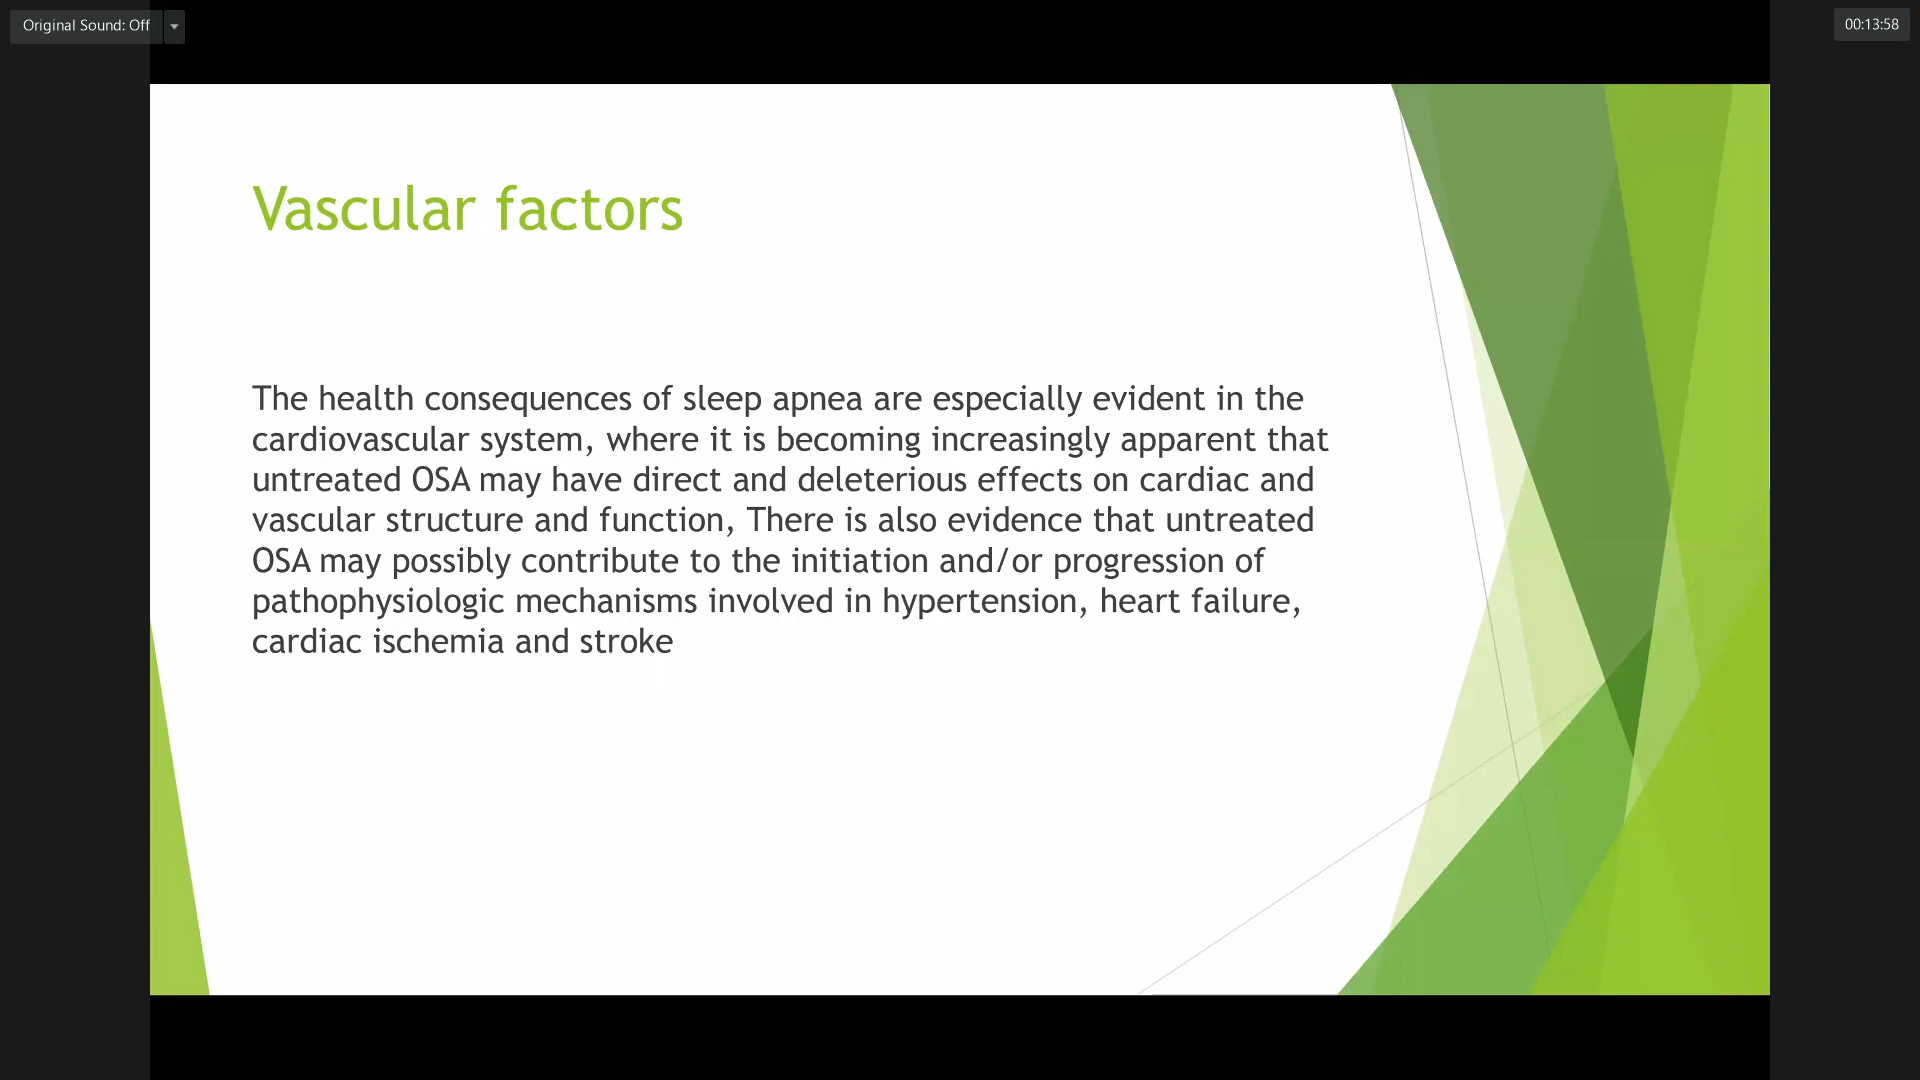 Original Sound: Off
00:13:58
Vascular factors
The health consequences of sleep apnea are especially evident in the
cardiovascular system, where it is becoming increasingly apparent that
untreated OSA may have direct and deleterious effects on cardiac and
vascular structure and function, There is also evidence that untreated
OSA may possibly contribute to the initiation and/or progression of
pathophysiologic mechanisms involved in hypertension, heart failure,
cardiac ischemia and stroke